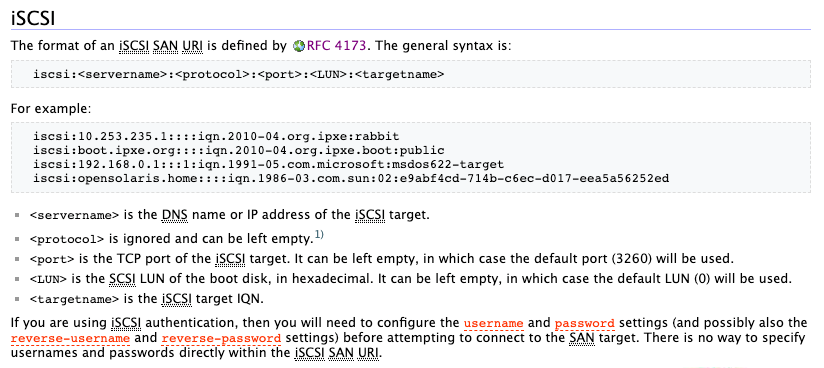 iSCSI
The format of an iSCSI SAN URI is defined by RFC 4173. The general syntax is:
iscsi:<servername>:<protocol>:<port>:<LUN>:<targetname>
For example:
iscsi:10.253.235.1::::iqn.2010-04.org.ipxe:rabbit
iscsi:boot.ipxe.org::::iqn.2010-04.org.ipxe.boot:public
iscsi:192.168.0.1:::1:iqn.1991-05.com.microsoft:msdos622-target
iscsi:opensolaris.home::::iqn.1986-03.com.sun:02:e9abf4cd-714b-c6ec-d017-eea5a56252ed
<servername> is the DNS name or IP address of the iSCSI target.
<protocol> is ignored and can be left empty.1)
<port> is the TCP port of the iSCSI target. It can be left empty, in which case the default port (3260) will be used.
<LUN> is the SCSI LUN of the boot disk, in hexadecimal. It can be left empty, in which case the default LUN (0) will be used.
<targetname> is the iSCSI target IQN.
If you are using iSCSI authentication, then you will need to configure the username and password settings (and possibly also the
reverse-username and reverse-password settings) before attempting to connect to the SAN target. There is no way to specify
usernames and passwords directly within the iSCSI SAN URI.